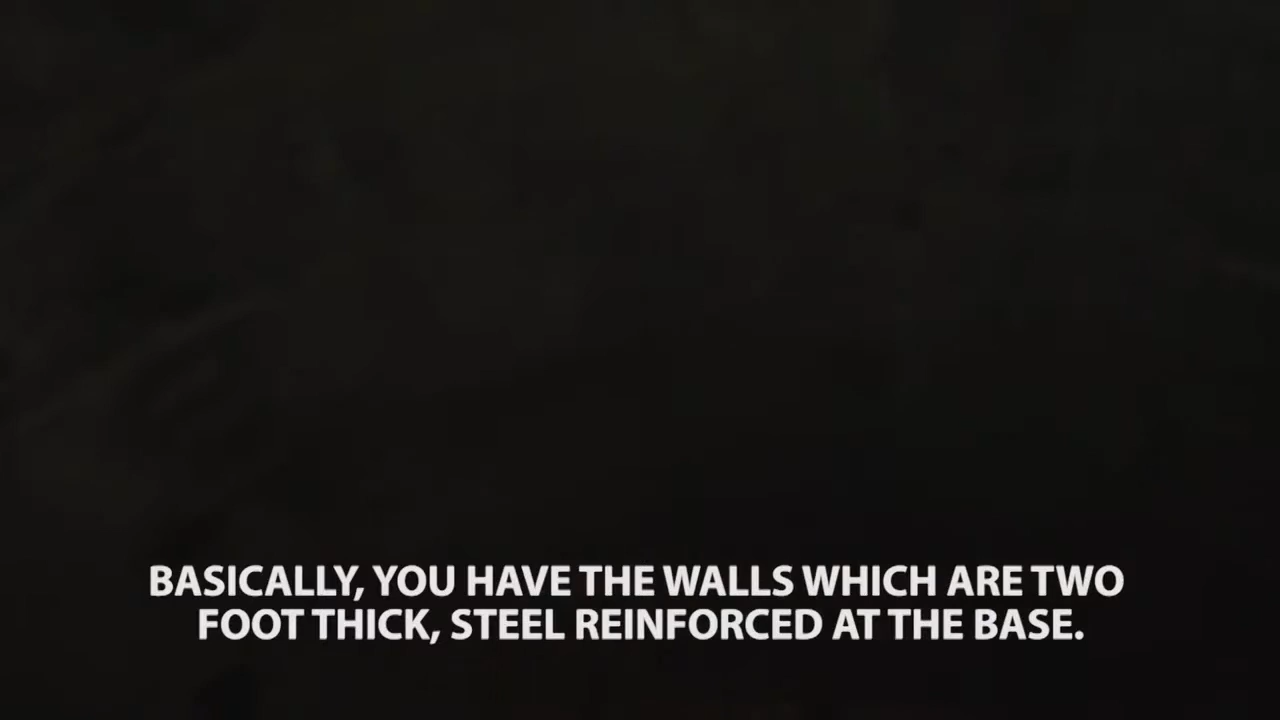 BASICALLY, YOU HAVE THE WALLS WHICH ARE TWO
FOOT THICK, STEEL REINFORCED AT THE BASE.